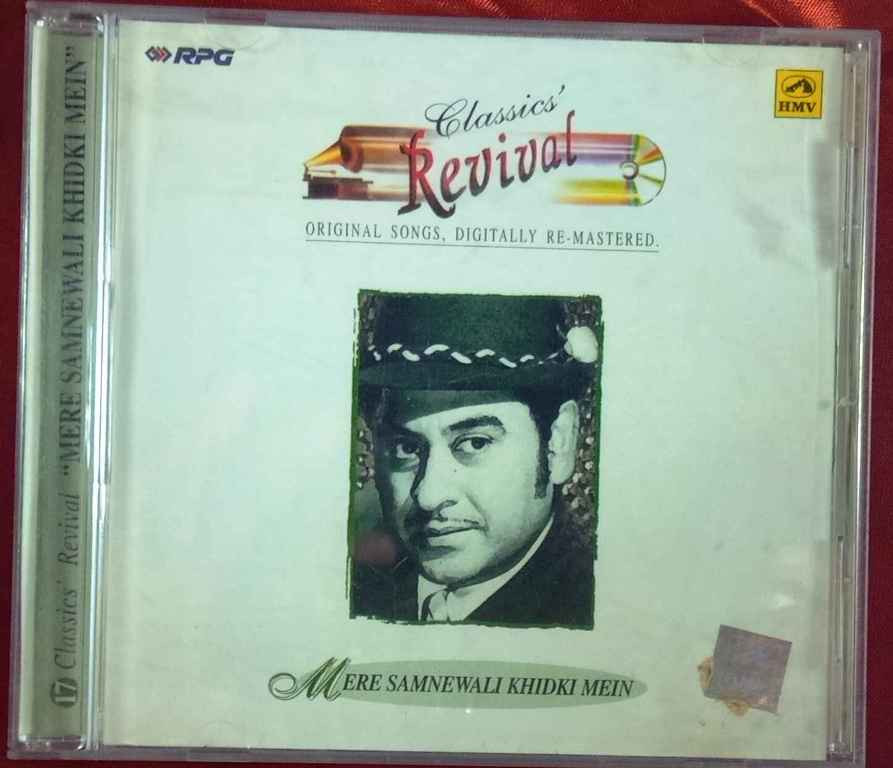 RPG
HMV
Classics'
Revival
ORIGINAL SONGS, DIGITALLY RE-MASTERED.
MERE SAMNEWALI KHIDKI MEIN
17 Classics' Revival "MERE SAMNEWALI KHIDKI MEIN"